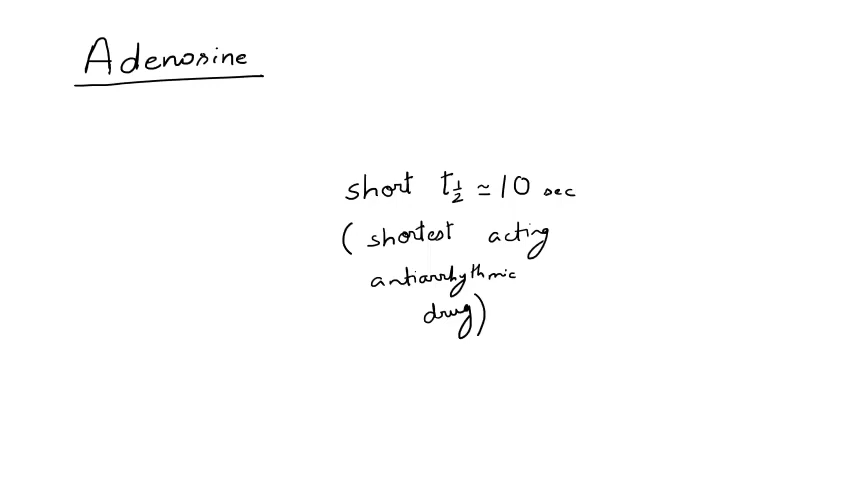 Adenosine
short t½ ≃ 10 sec
( shortest acting
antiarrhythmic
drug)